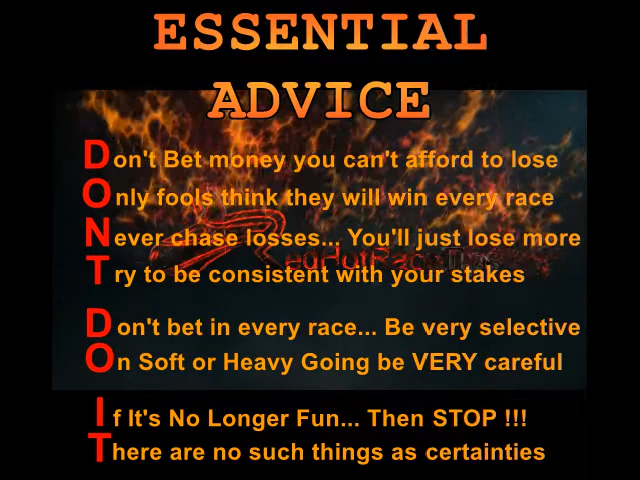 ESSENTIAL
ADVICE
Don't Bet money you can't afford to lose
Only fools think they will win every race
Never chase losses... You'll just lose more
RedHotRaceTips
Try to be consistent with your stakes
Don't bet in every race... Be very selective
On Soft or Heavy Going be VERY careful
If It's No Longer Fun... Then STOP !!!
There are no such things as certainties